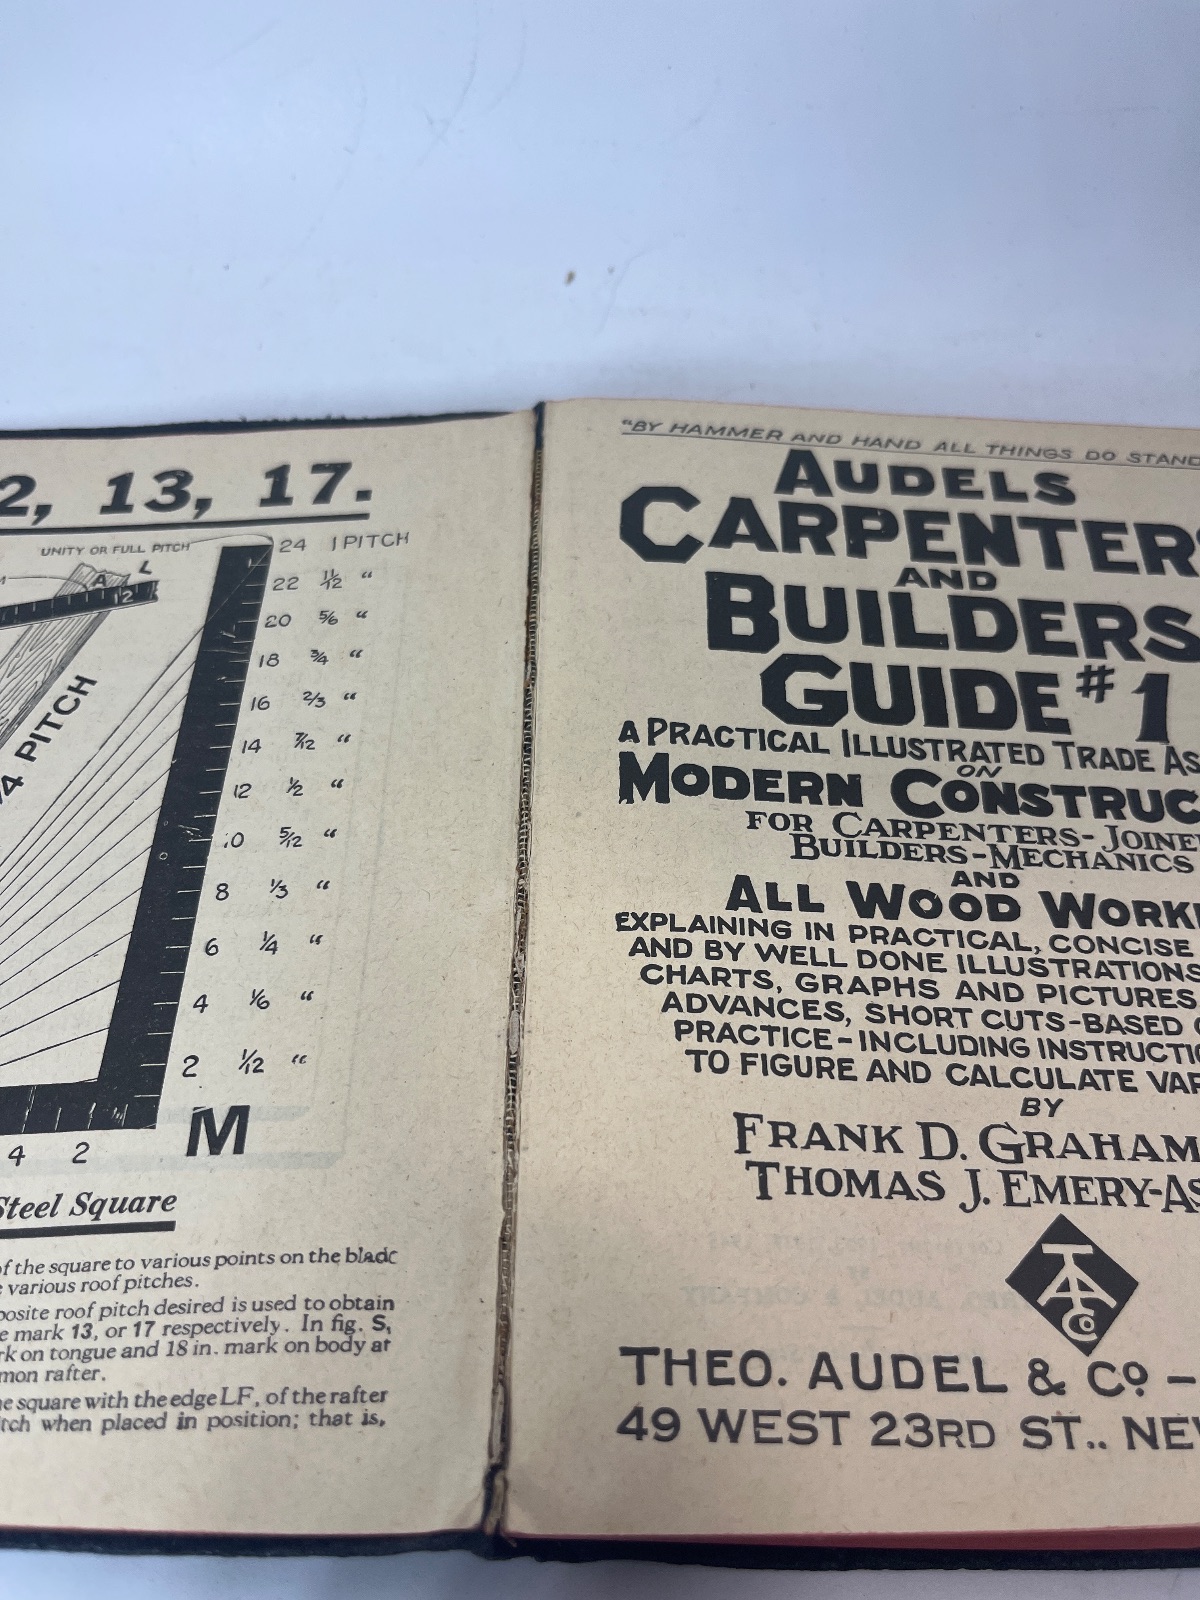 2, 13, 17.
UNITY OR FULL PITCH
24 1 PITCH
L
A
12
22 11/12 "
20 5/6 "
18 3/4 "
16 2/3 "
14 7/12 "
12 1/2 "
10 5/12 "
8 1/3 "
6 1/4 "
4 1/6 "
2 1/12 "
/4 PITCH
M
4 2
Steel Square
of the square to various points on the blade
various roof pitches.
posite roof pitch desired is used to obtain
e mark 13, or 17 respectively. In fig. S,
rk on tongue and 18 in. mark on body at
mon rafter.
e square with the edge LF, of the rafter
itch when placed in position; that is,
"BY HAMMER AND HAND ALL THINGS DO STAND
AUDELS
CARPENTERS
AND
BUILDERS
GUIDE #1
A PRACTICAL ILLUSTRATED TRADE AS
ON
MODERN CONSTRUC
FOR CARPENTERS-JOINE
BUILDERS-MECHANICS
AND
ALL WOOD WORK
EXPLAINING IN PRACTICAL, CONCISE
AND BY WELL DONE ILLUSTRATIONS
CHARTS, GRAPHS AND PICTURES
ADVANCES, SHORT CUTS-BASED O
PRACTICE-INCLUDING INSTRUCTI
TO FIGURE AND CALCULATE VAR
BY
FRANK D. GRAHAM
THOMAS J. EMERY-AS
TACo
THEO. AUDEL & Co. —
49 WEST 23RD ST.. NEW